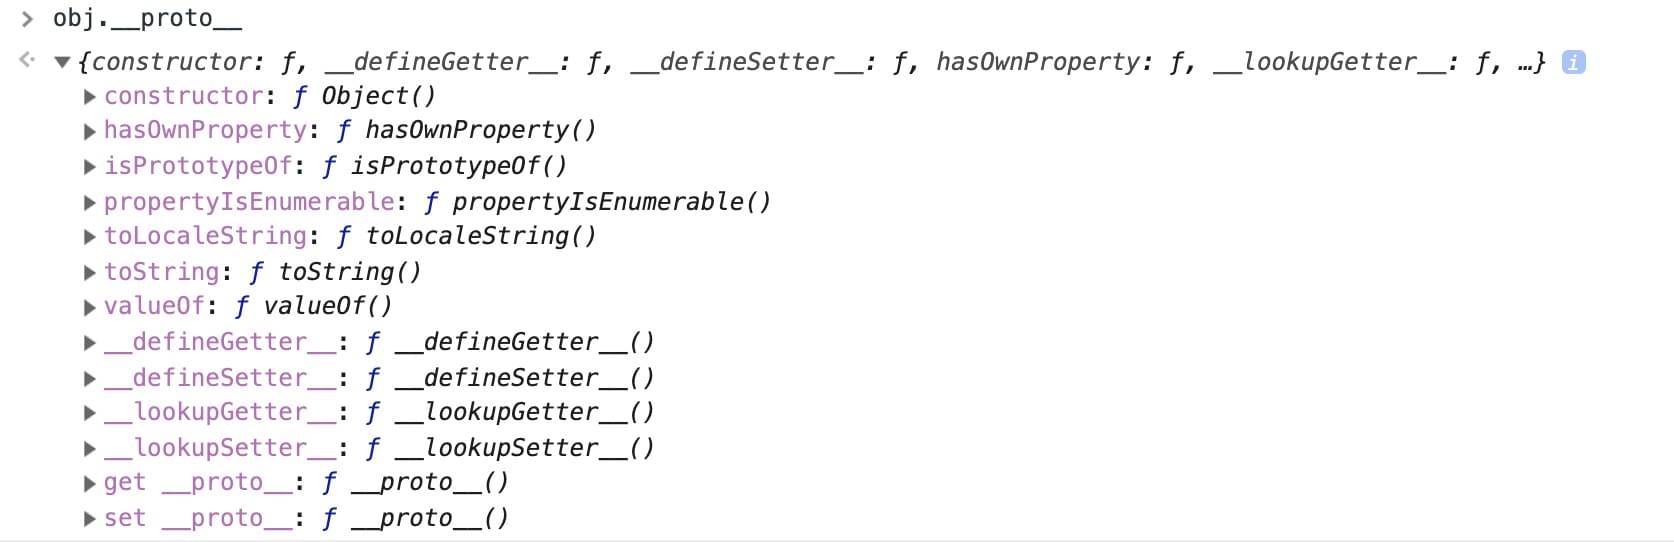 > obj.__proto__
{constructor: ƒ, __defineGetter__: ƒ, __defineSetter__: ƒ, hasOwnProperty: ƒ, __lookupGetter__: ƒ, …} i
constructor: ƒ Object()
hasOwnProperty: ƒ hasOwnProperty()
isPrototypeOf: ƒ isPrototypeOf()
propertyIsEnumerable: ƒ propertyIsEnumerable()
toLocaleString: ƒ toLocaleString()
toString: ƒ toString()
valueOf: ƒ valueOf()
__defineGetter__: ƒ __defineGetter__()
__defineSetter__: ƒ __defineSetter__()
__lookupGetter__: ƒ __lookupGetter__()
__lookupSetter__: ƒ __lookupSetter__()
get __proto__: ƒ __proto__()
set __proto__: ƒ __proto__()